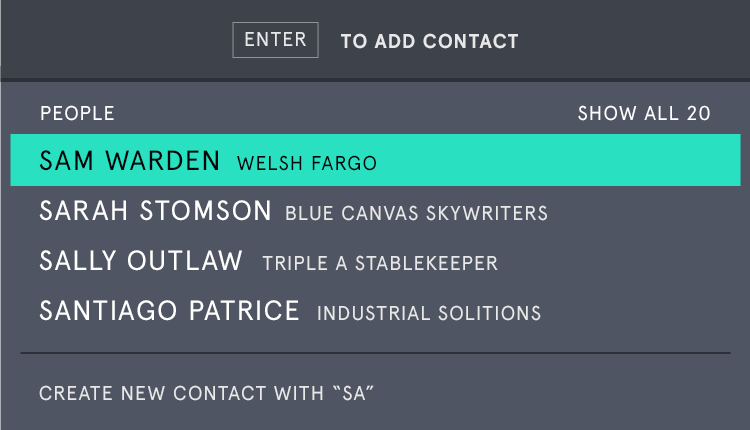 ENTER TO ADD CONTACT
PEOPLE SHOW ALL 20
SAM WARDEN WELSH FARGO
SARAH STOMSON BLUE CANVAS SKYWRITERS
SALLY OUTLAW TRIPLE A STABLEKEEPER
SANTIAGO PATRICE INDUSTRIAL SOLITIONS
CREATE NEW CONTACT WITH “SA”